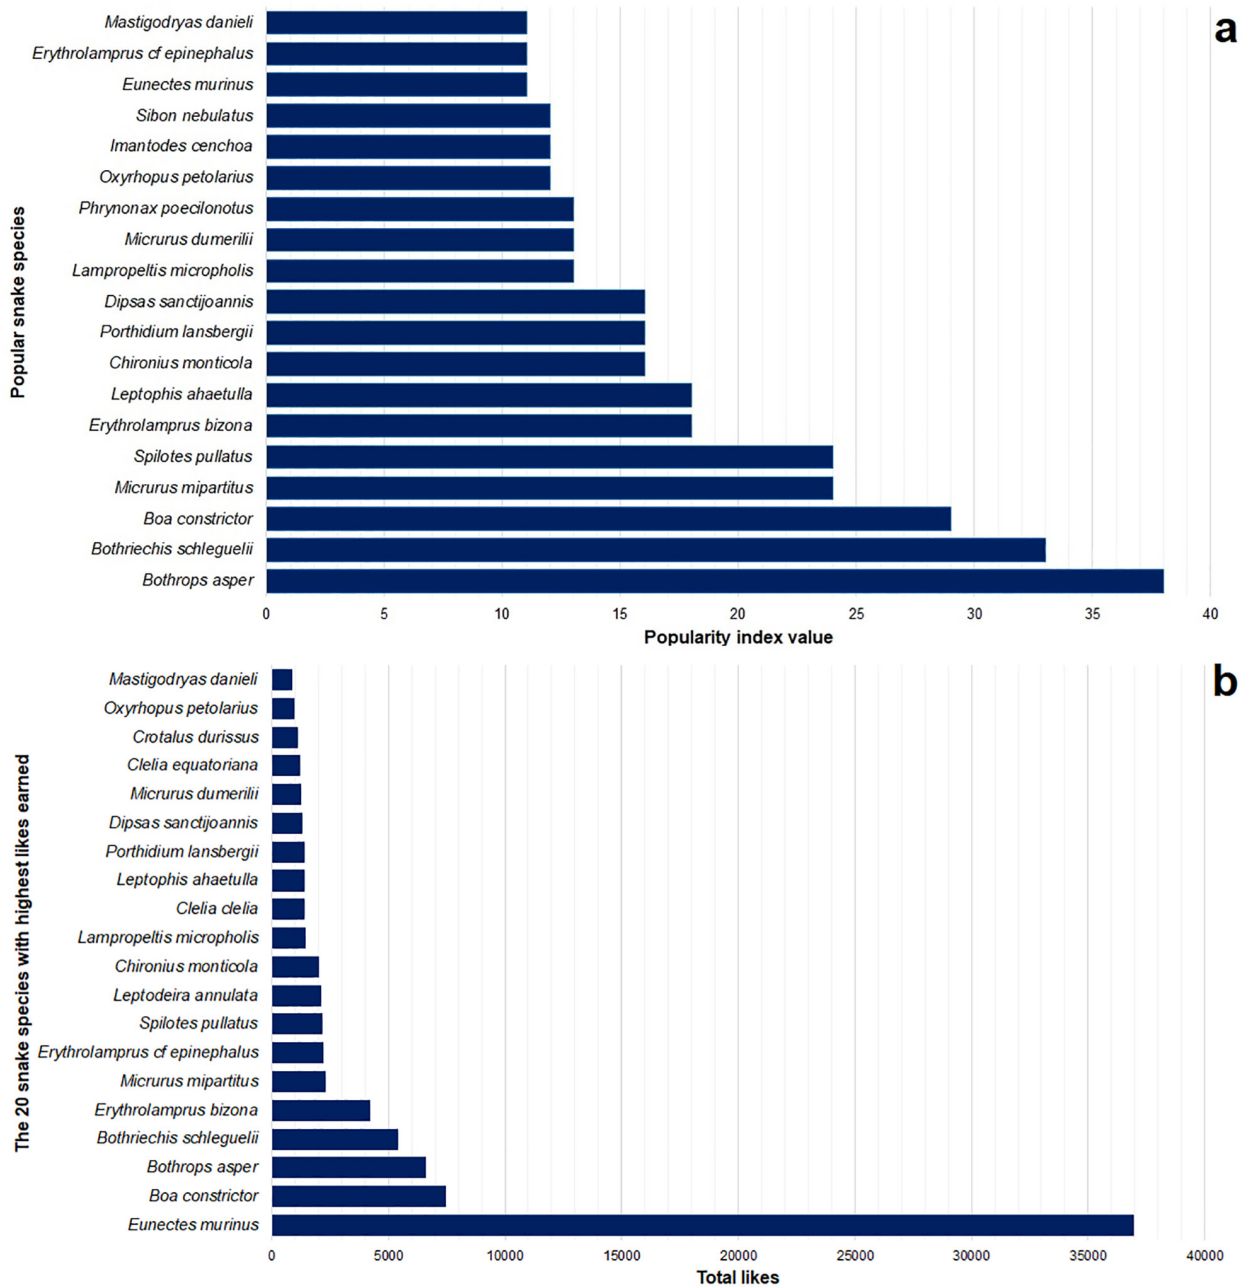 a
Popular snake species
Mastigodryas danieli
Erythrolamprus cf epinephalus
Eunectes murinus
Sibon nebulatus
Imantodes cenchoa
Oxyrhopus petolarius
Phrynonax poecilonotus
Micrurus dumerilii
Lampropeltis micropholis
Dipsas sanctijoannis
Porthidium lansbergii
Chironius monticola
Leptophis ahaetulla
Erythrolamprus bizona
Spilotes pullatus
Micrurus mipartitus
Boa constrictor
Bothriechis schleguelii
Bothrops asper
0 5 10 15 20 25 30 35 40
Popularity index value
b
The 20 snake species with highest likes earned
Mastigodryas danieli
Oxyrhopus petolarius
Crotalus durissus
Clelia equatoriana
Micrurus dumerilii
Dipsas sanctijoannis
Porthidium lansbergii
Leptophis ahaetulla
Clelia clelia
Lampropeltis micropholis
Chironius monticola
Leptodeira annulata
Spilotes pullatus
Erythrolamprus cf epinephalus
Micrurus mipartitus
Erythrolamprus bizona
Bothriechis schleguelii
Bothrops asper
Boa constrictor
Eunectes murinus
0 5000 10000 15000 20000 25000 30000 35000 40000
Total likes